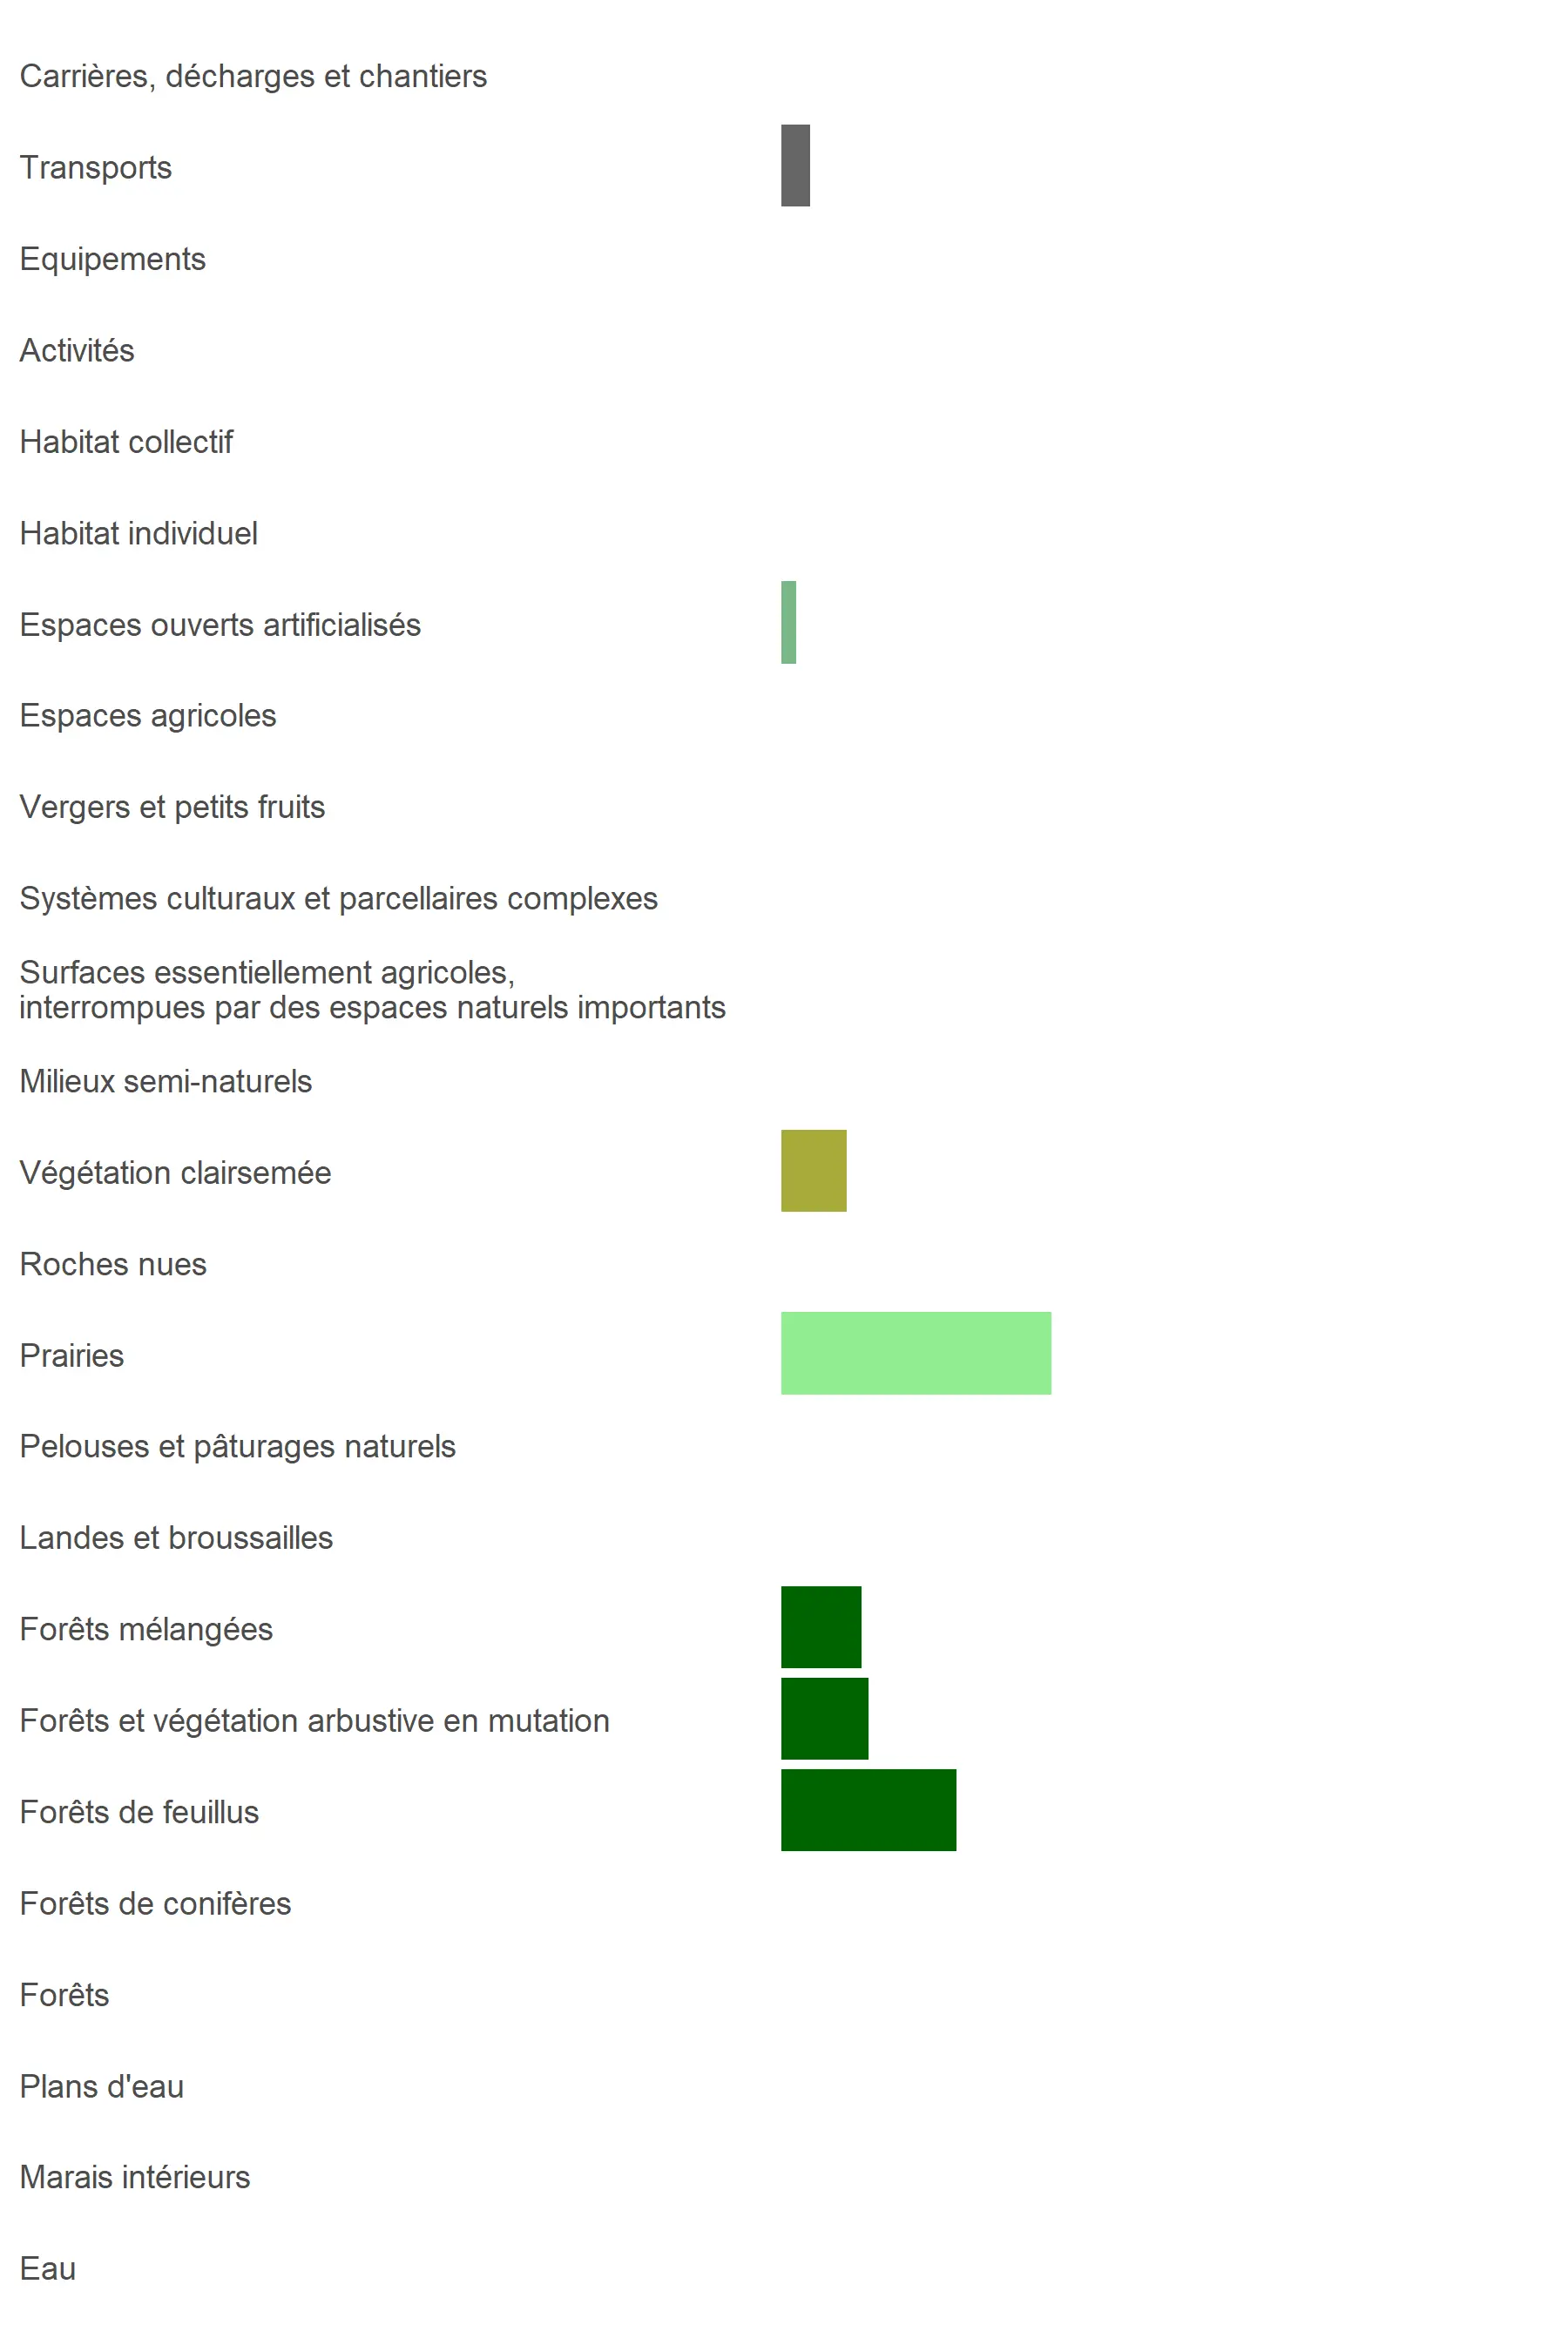 Carrières, décharges et chantiers
Transports
Equipements
Activités
Habitat collectif
Habitat individuel
Espaces ouverts artificialisés
Espaces agricoles
Vergers et petits fruits
Systèmes culturaux et parcellaires complexes
Surfaces essentiellement agricoles,
interrompues par des espaces naturels importants
Milieux semi-naturels
Végétation clairsemée
Roches nues
Prairies
Pelouses et pâturages naturels
Landes et broussailles
Forêts mélangées
Forêts et végétation arbustive en mutation
Forêts de feuillus
Forêts de conifères
Forêts
Plans d'eau
Marais intérieurs
Eau